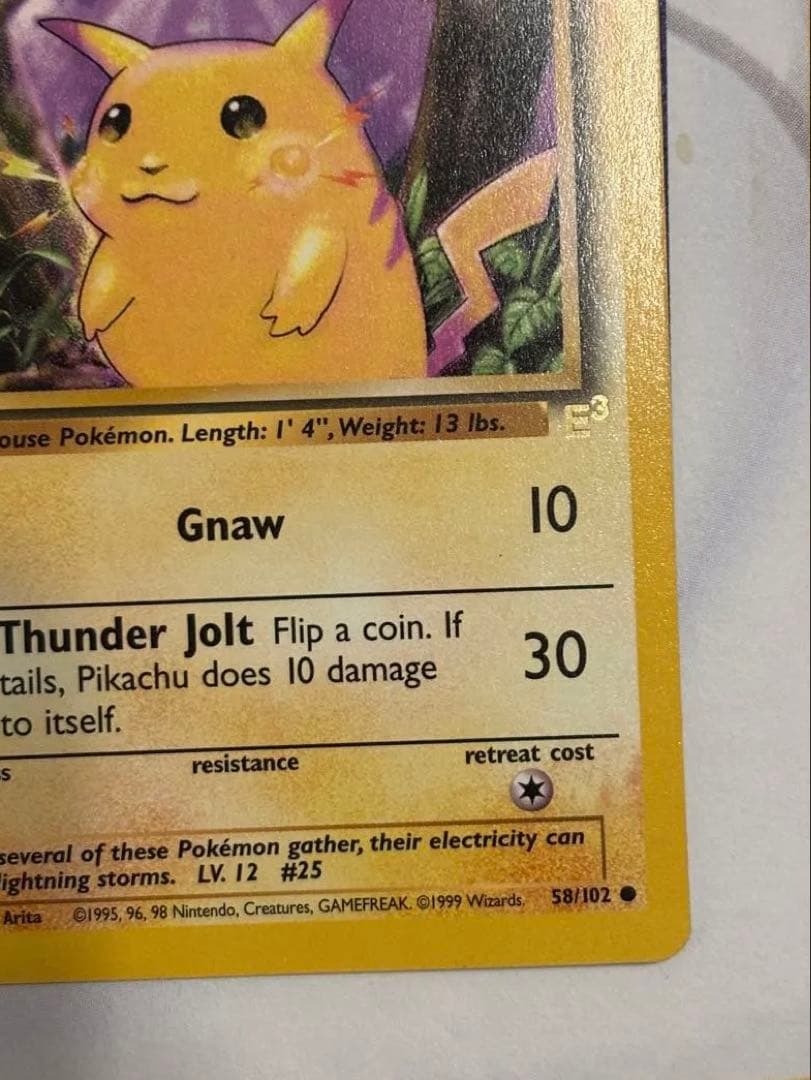 ouse Pokémon. Length: 1' 4", Weight: 13 lbs.
E3
Gnaw 10
Thunder Jolt Flip a coin. If
tails, Pikachu does 10 damage
to itself.
30
s resistance retreat cost
several of these Pokémon gather, their electricity can
lightning storms. LV. 12 #25
Arita ©1995, 96, 98 Nintendo, Creatures, GAMEFREAK. ©1999 Wizards. 58/102